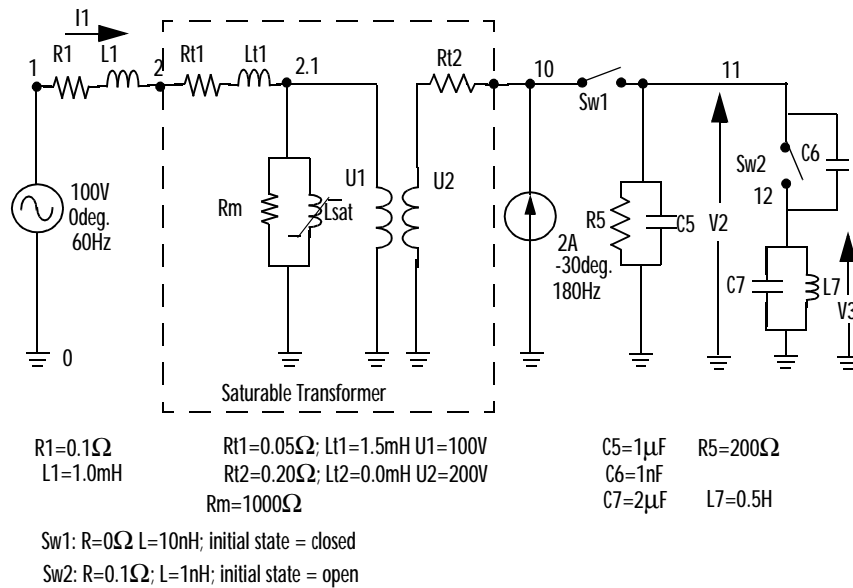 I1
R1 L1 Rt1 Lt1 2.1 Rt2 10 11
1 2
Sw1
100V
0deg.
60Hz
Rm Lsat U1 U2
2A
-30deg.
180Hz
R5 C5 V2
Sw2 C6
12
C7 L7 V3
0
Saturable Transformer
R1=0.1Ω Rt1=0.05Ω; Lt1=1.5mH U1=100V C5=1µF R5=200Ω
L1=1.0mH Rt2=0.20Ω; Lt2=0.0mH U2=200V C6=1nF
Rm=1000Ω C7=2µF L7=0.5H
Sw1: R=0Ω L=10nH; initial state = closed
Sw2: R=0.1Ω; L=1nH; initial state = open